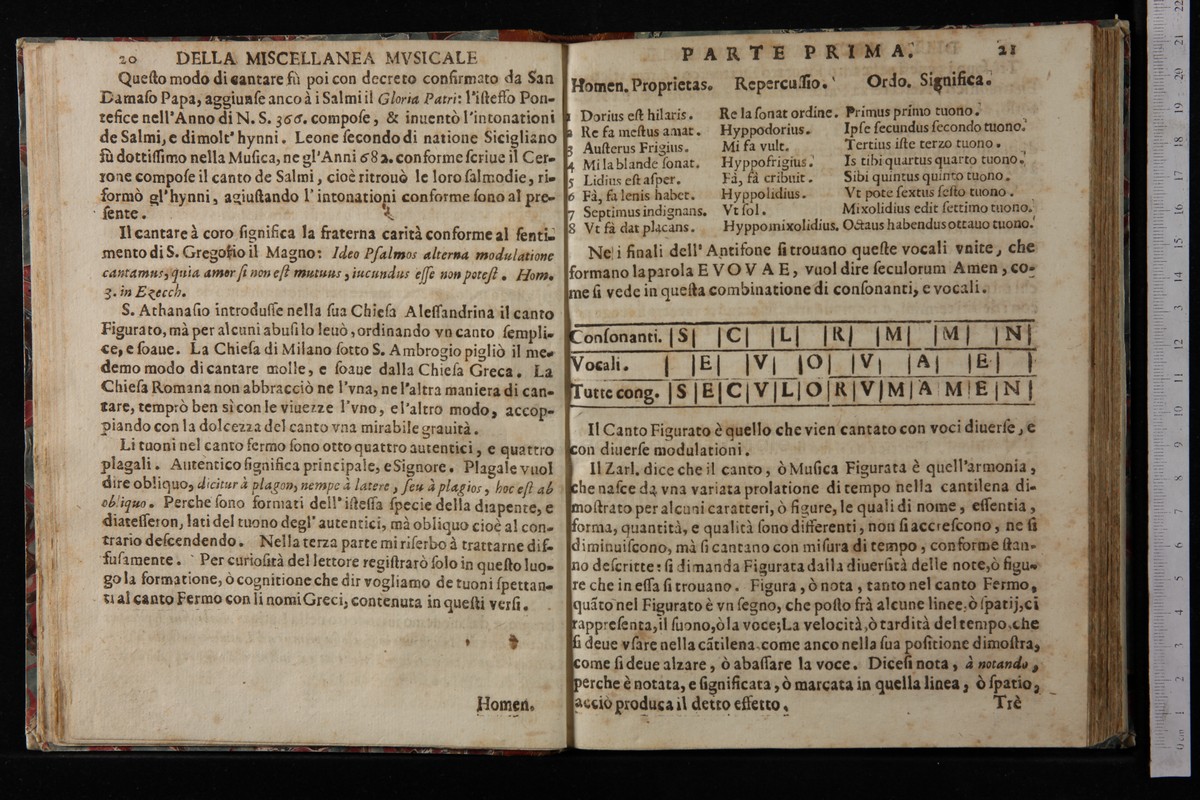 20 DELLA MISCELLANEA MVSICALE
Queſto modo di cantare fù poi con decreto confirmato da San
Damaſo Papa, aggiunſe anco à i Salmi il Gloria Patri: l'iſteſſo Pon-
tefice nell'Anno di N. S. 366. compoſe, & inuentò l'intonationi
de Salmi, e dimolt' hynni. Leone ſecondo di natione Sicigliano
fù dottiſſimo nella Muſica, ne gl'Anni 682. conforme ſcriue il Cer-
rone compoſe il canto de Salmi, cioè ritrouò le loro ſalmodie, ri-
formò gl'hynni, agiuſtando l' intonationi conforme ſono al pre-
ſente.
Il cantare à coro ſignifica la fraterna carità conforme al ſenti-
mento di S. Gregorio il Magno: Ideo Pſalmos alterna modulatione
cantamus, quia amor ſi non eſt mutuus, iucundus eſſe non poteſt. Hom.
3. in Ezecch.
S. Athanaſio introduſſe nella ſua Chieſa Aleſſandrina il canto
Figurato, mà per alcuni abuſi lo leuò, ordinando vn canto ſempli-
ce, e ſoaue. La Chieſa di Milano ſotto S. Ambrogio pigliò il me-
demo modo di cantare molle, e ſoaue dalla Chieſa Greca. La
Chieſa Romana non abbracciò ne l'vna, ne l'altra maniera di can-
tare, temprò ben sì con le viuezze l'vno, e l'altro modo, accop-
piando con la dolcezza del canto vna mirabile grauità.
Li tuoni nel canto fermo ſono otto quattro autentici, e quattro
plagali. Autentico ſignifica principale, e Signore. Plagale vuol
dire obliquo, dicitur à plagon, nempe à latere, ſeu à plagios, hoc eſt ab
obliquo. Perche ſono formati dell' iſteſſa ſpecie della diapente, e
diateſſeron, lati del tuono degl' autentici, mà obliquo cioè al con-
trario deſcendendo. Nella terza parte mi riſerbo à trattarne dif-
fuſamente. Per curioſità del lettore regiſtrarò ſolo in queſto luo-
go la formatione, ò cognitione che dir vogliamo de tuoni ſpettan-
ti al canto Fermo con li nomi Greci, contenuta in queſti verſi.
Homen.
PARTE PRIMA. 21
Homen. Proprietas. Repercuſſio. Ordo. Significa.
1 Dorius eſt hilaris. Re la ſonat ordine. Primus primo tuono.
2 Re fa meſtus amat. Hyppodorius. Ipſe ſecundus ſecondo tuono.
3 Auſterus Frigius. Mi fa vult. Tertius iſte terzo tuono.
4 Mi la blande ſonat. Hyppofrigius. Is tibi quartus quarto tuono.
5 Lidius eſt aſper. Fà, fà cribuit. Sibi quintus quinto tuono.
6 Fà, fa lenis habet. Hyppolidius. Vt pote ſextus ſeſto tuono.
7 Septimus indignans. Vt ſol. Mixolidius edit ſettimo tuono.
8 Vt fà dat placans. Hyppomixolidius. Octaus habendus ottauo tuono.
Ne i finali dell' Antifone ſi trouano queſte vocali vnite, che
formano la parola E V O V A E, vuol dire ſeculorum Amen, co-
me ſi vede in queſta combinatione di conſonanti, e vocali.
Conſonanti. |S| |C| |L| |R| |M| |M| |N|
Vocali. | |E| |V| |O| |V| |A| |E| |
Tutte cong. |S|E|C|V|L|O|R|V|M|A|M|E|N|
Il Canto Figurato è quello che vien cantato con voci diuerſe, e
con diuerſe modulationi.
Il Zarl. dice che il canto, ò Muſica Figurata è quell'armonia,
che naſce da vna variata prolatione di tempo nella cantilena di-
moſtrato per alcuni caratteri, ò figure, le quali di nome, eſſentia,
forma, quantità, e qualità ſono differenti, non ſi accreſcono, ne ſi
diminuiſcono, mà ſi cantano con miſura di tempo, conforme ſtan-
no deſcritte: ſi dimanda Figurata dalla diuerſità delle note, ò figu-
re che in eſſa ſi trouano. Figura, ò nota, tanto nel canto Fermo,
quãto nel Figurato è vn ſegno, che poſto frà alcune linee, ò ſpatij, ci
rappreſenta, il ſuono, ò la voce; La velocità, ò tardità del tempo, che
ſi deue vſare nella cãtilena, come anco nella ſua poſitione dimoſtra,
come ſi deue alzare, ò abaſſare la voce. Diceſi nota, à notando,
perche è notata, e ſignificata, ò marcata in quella linea, ò ſpatio,
acciò produca il detto effetto. Trè